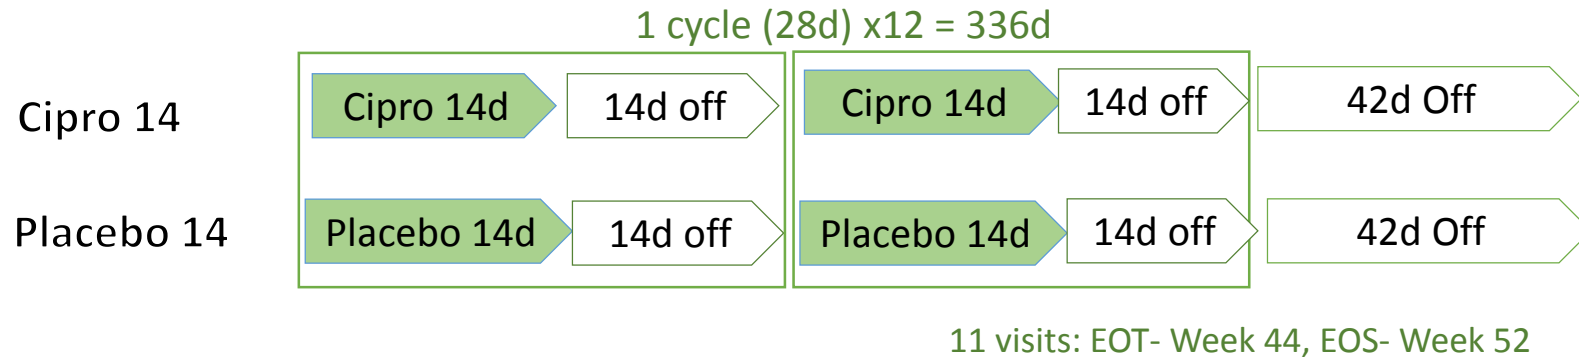 1 cycle (28d) x12 = 336d
Cipro 14 Cipro 14d 14d off Cipro 14d 14d off 42d Off
Placebo 14 Placebo 14d 14d off Placebo 14d 14d off 42d Off
11 visits: EOT- Week 44, EOS- Week 52